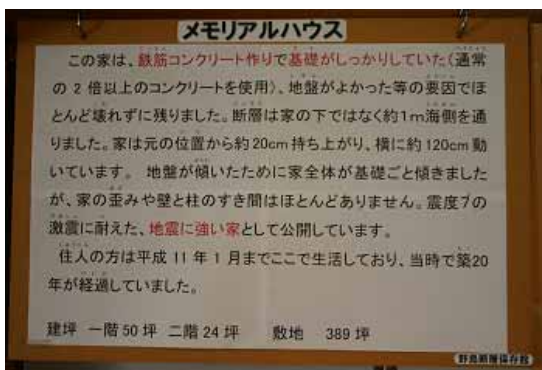 メモリアルハウス
この家は、鉄筋コンクリート作りで基礎がしっかりしていた(通常
の2倍以上のコンクリートを使用)、地盤がよかった等の要因でほ
とんど壊れずに残りました。断層は家の下ではなく約1m海側を通
りました。家は元の位置から約20cm持ち上がり、横に約120cm動
いています。 地盤が傾いたために家全体が基礎ごと傾きました
が、家の歪みや壁と柱のすき間はほとんどありません。震度7の
激震に耐えた、地震に強い家として公開しています。
住人の方は平成11年1月までここで生活しており、当時で築20
年が経過していました。
建坪 一階50坪 二階24坪 敷地 389坪
野島断層保存館